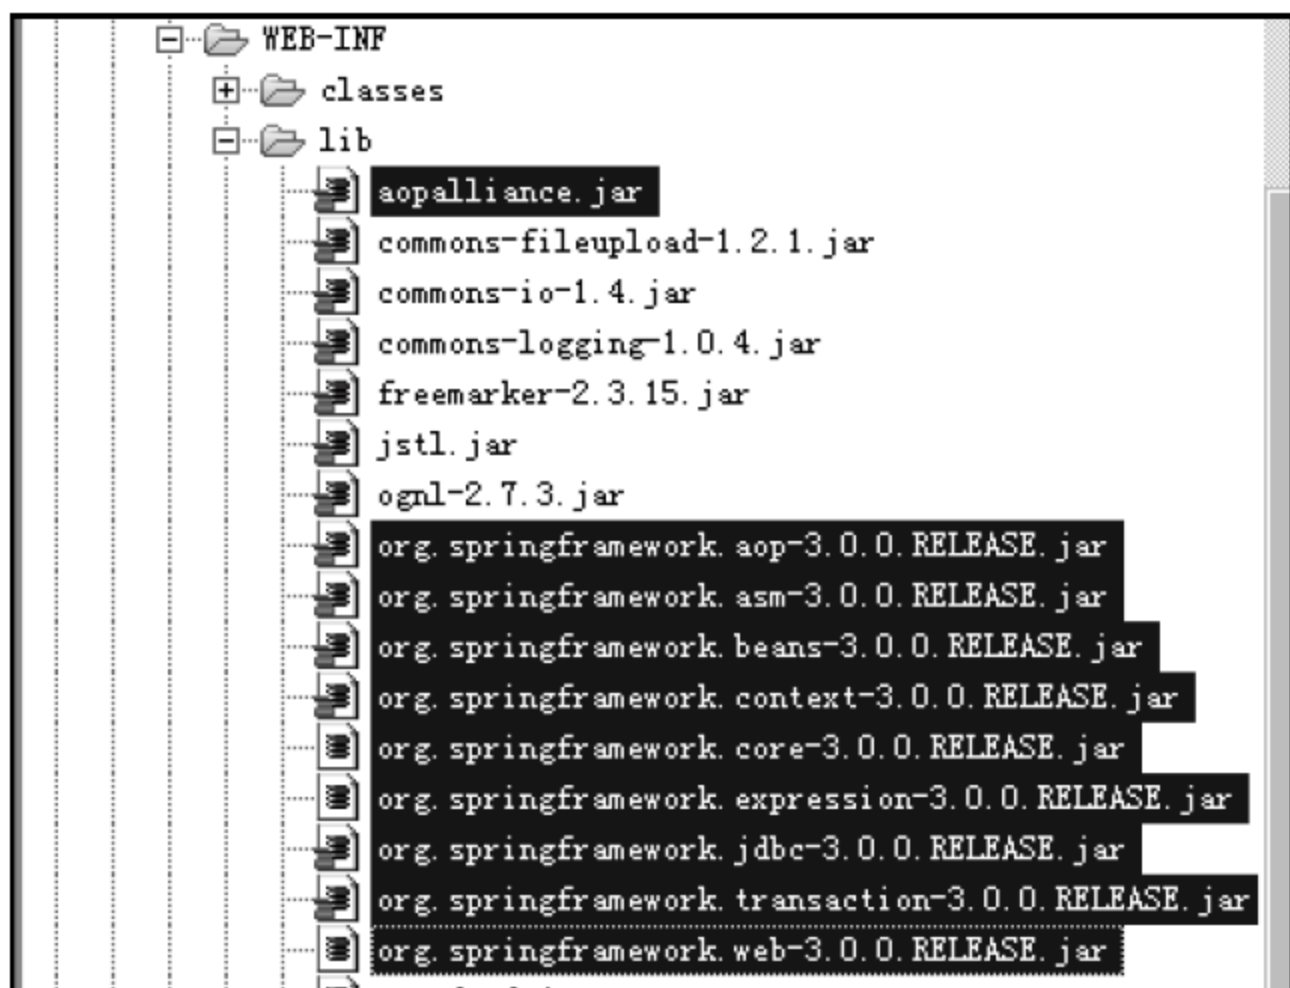 WEB-INF
classes
lib
aopalliance.jar
commons-fileupload-1.2.1.jar
commons-io-1.4.jar
commons-logging-1.0.4.jar
freemarker-2.3.15.jar
jstl.jar
ognl-2.7.3.jar
org.springframework.aop-3.0.0.RELEASE.jar
org.springframework.asm-3.0.0.RELEASE.jar
org.springframework.beans-3.0.0.RELEASE.jar
org.springframework.context-3.0.0.RELEASE.jar
org.springframework.core-3.0.0.RELEASE.jar
org.springframework.expression-3.0.0.RELEASE.jar
org.springframework.jdbc-3.0.0.RELEASE.jar
org.springframework.transaction-3.0.0.RELEASE.jar
org.springframework.web-3.0.0.RELEASE.jar